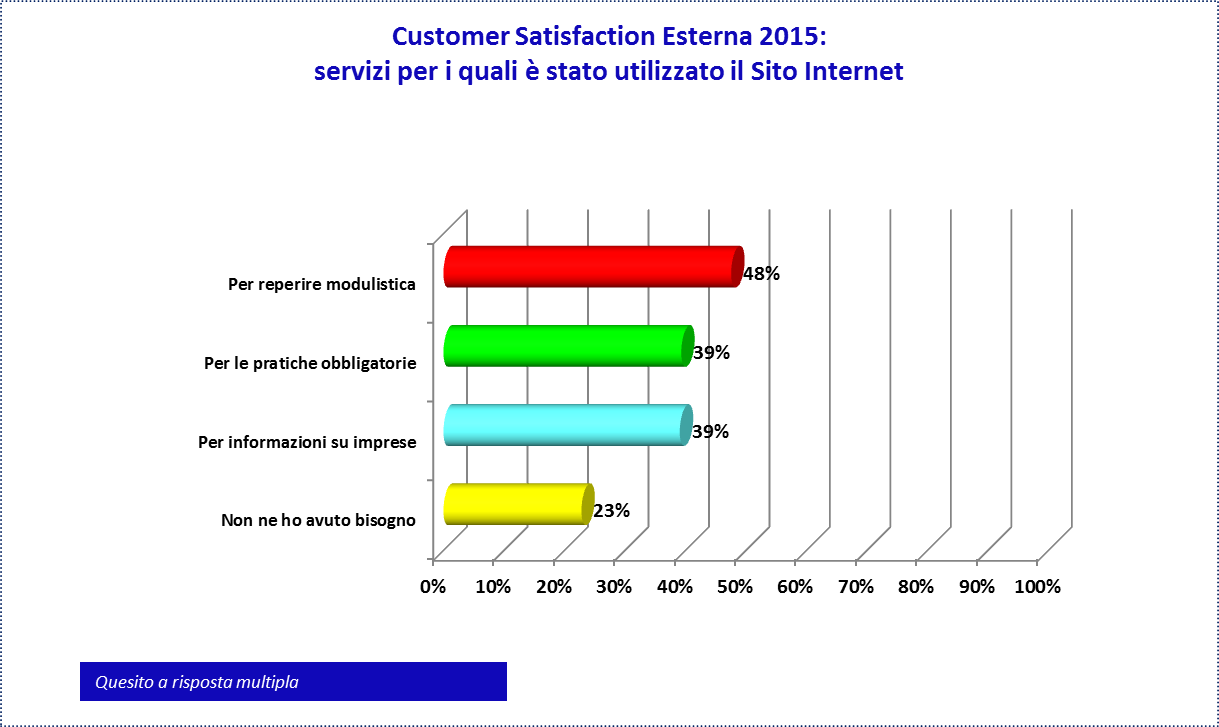 Customer Satisfaction Esterna 2015:
servizi per i quali è stato utilizzato il Sito Internet
Per reperire modulistica
48%
Per le pratiche obbligatorie
39%
Per informazioni su imprese
39%
Non ne ho avuto bisogno
23%
0% 10% 20% 30% 40% 50% 60% 70% 80% 90% 100%
Quesito a risposta multipla